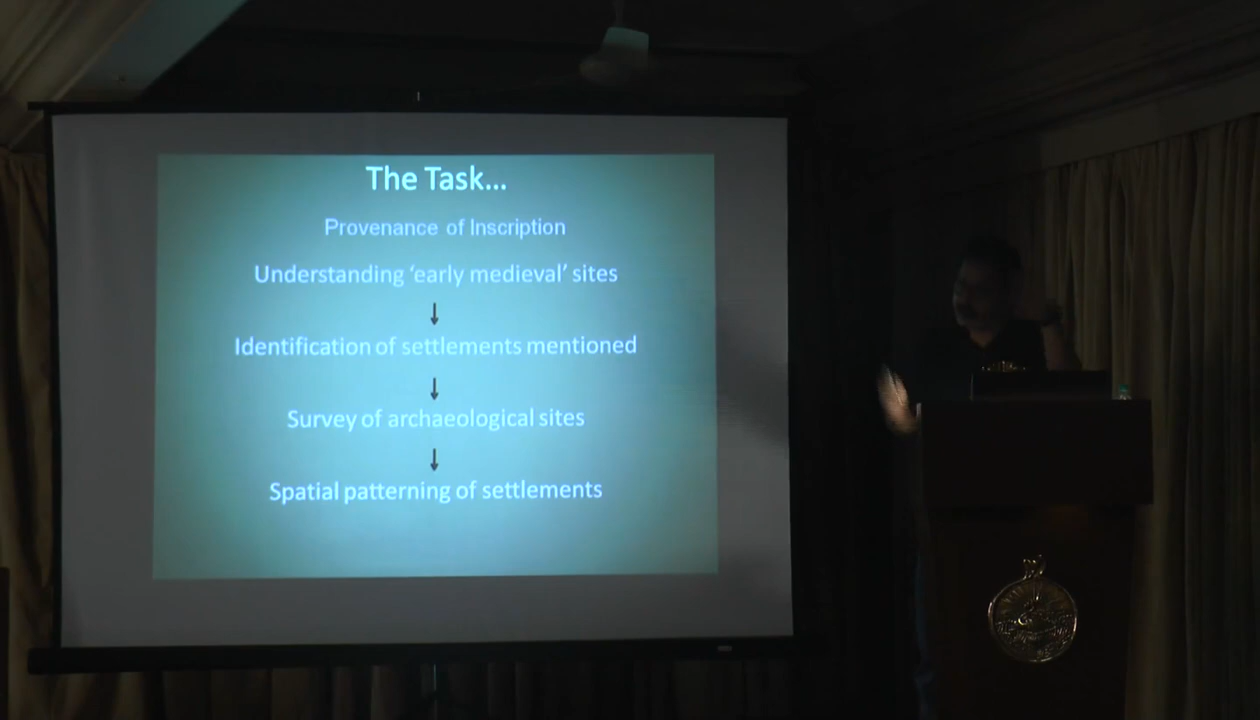 The Task...
Provenance of Inscription
Understanding ‘early medieval’ sites
Identification of settlements mentioned
Survey of archaeological sites
Spatial patterning of settlements